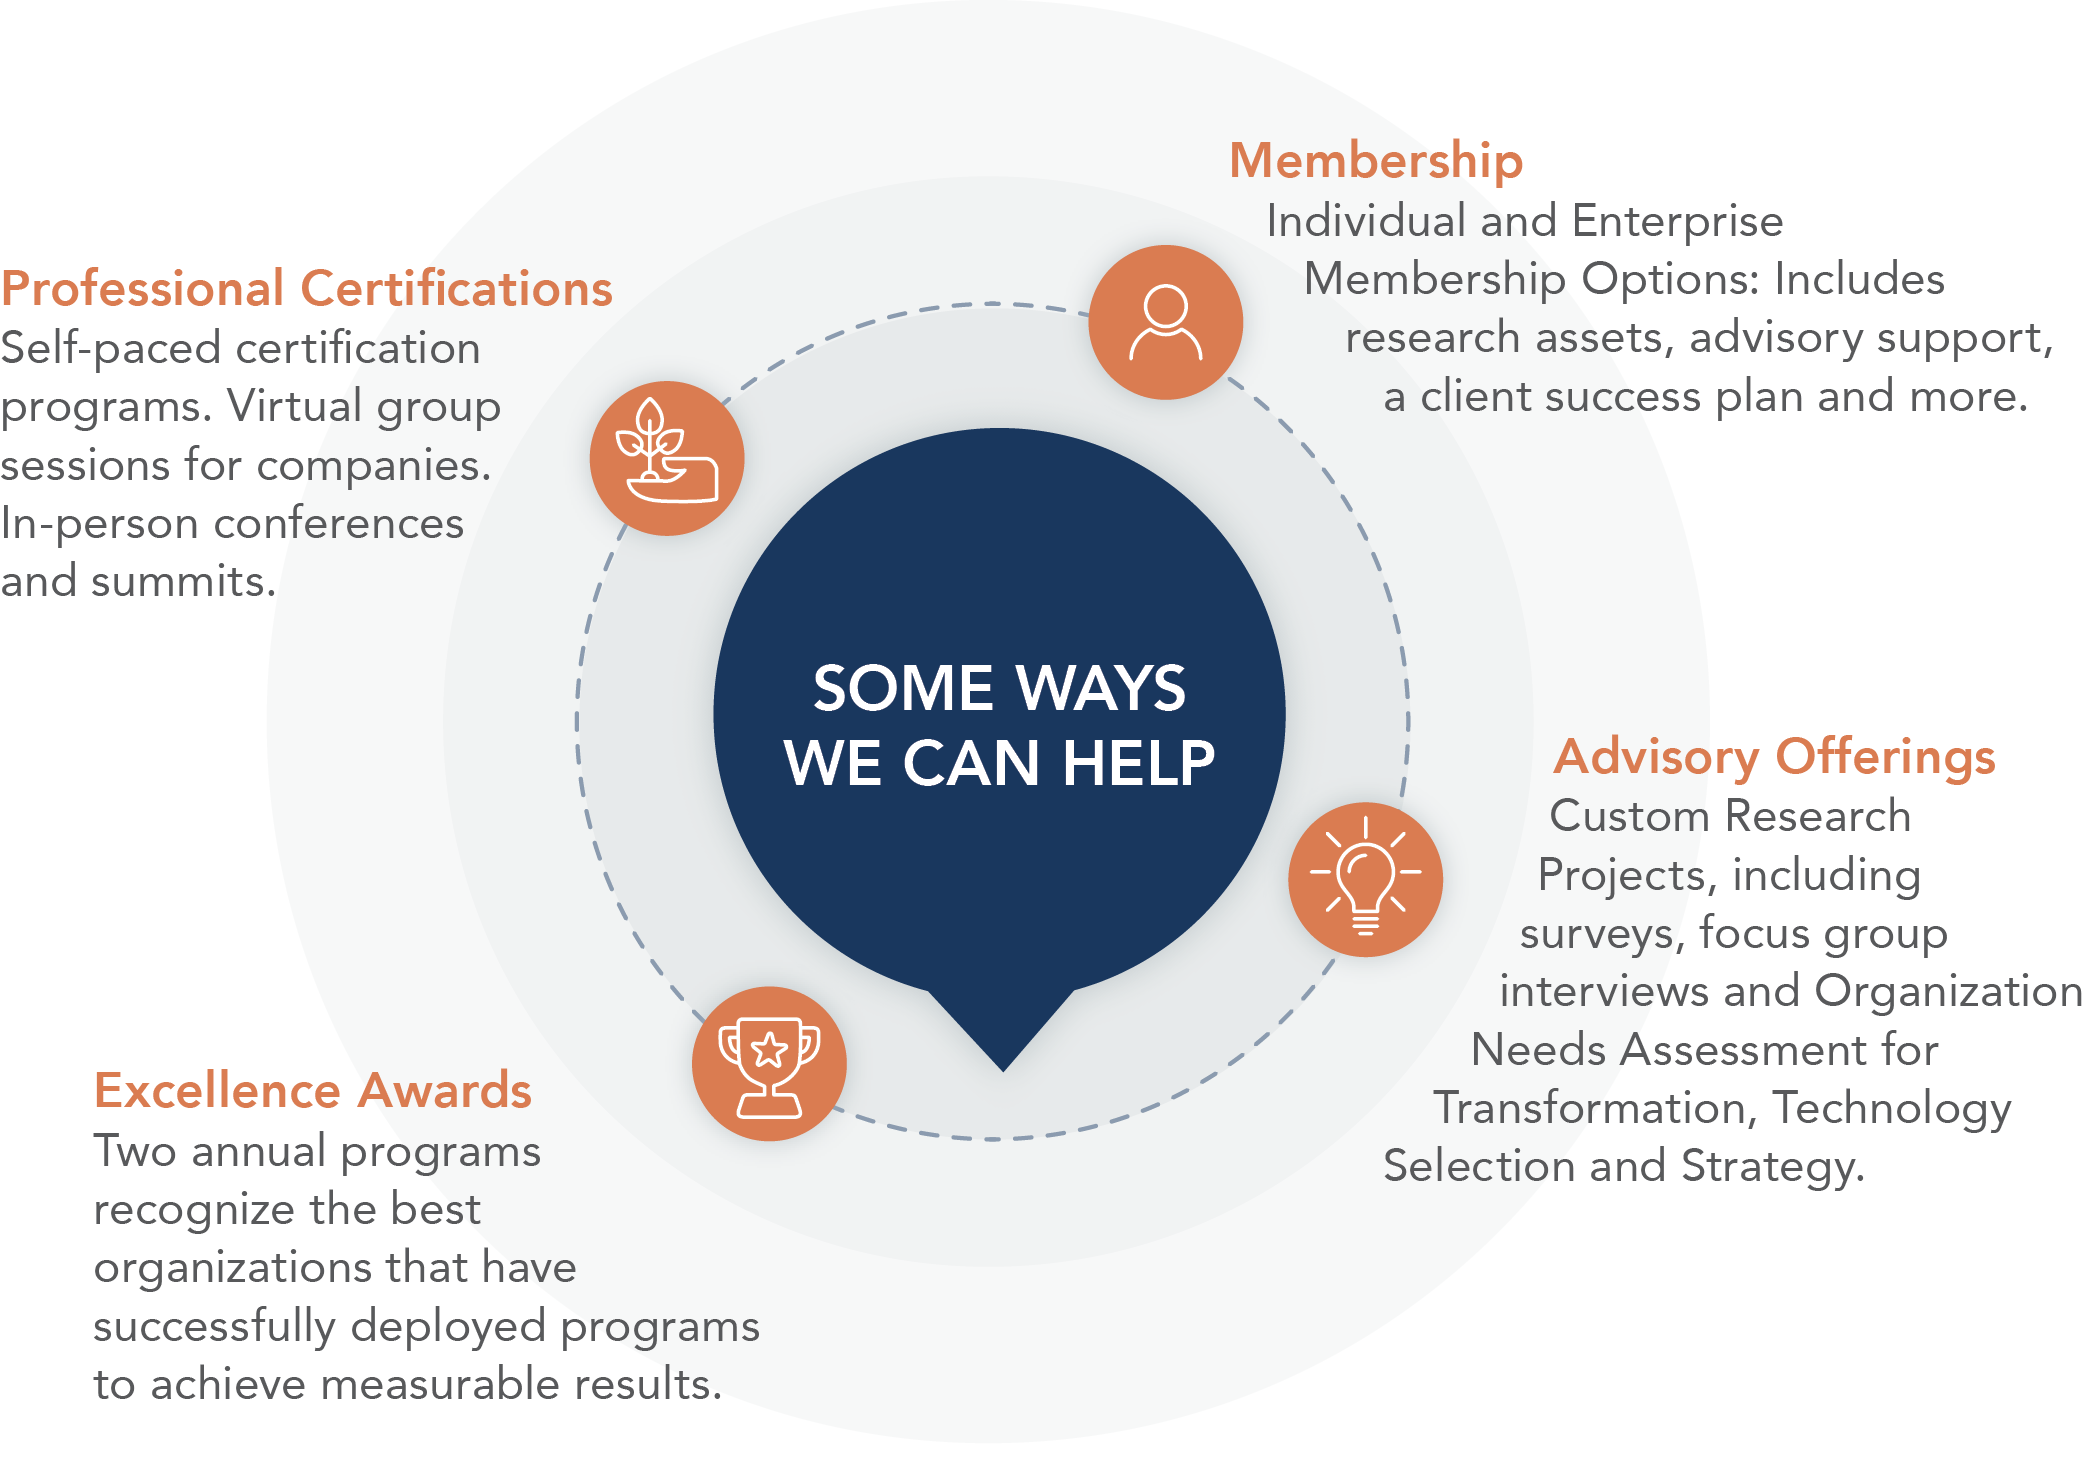 Membership
Individual and Enterprise
Membership Options: Includes
research assets, advisory support,
a client success plan and more.
Professional Certifications
Self-paced certification
programs. Virtual group
sessions for companies.
In-person conferences
and summits.
SOME WAYS
WE CAN HELP
Advisory Offerings
Custom Research
Projects, including
surveys, focus group
interviews and Organization
Needs Assessment for
Transformation, Technology
Selection and Strategy.
Excellence Awards
Two annual programs
recognize the best
organizations that have
successfully deployed programs
to achieve measurable results.